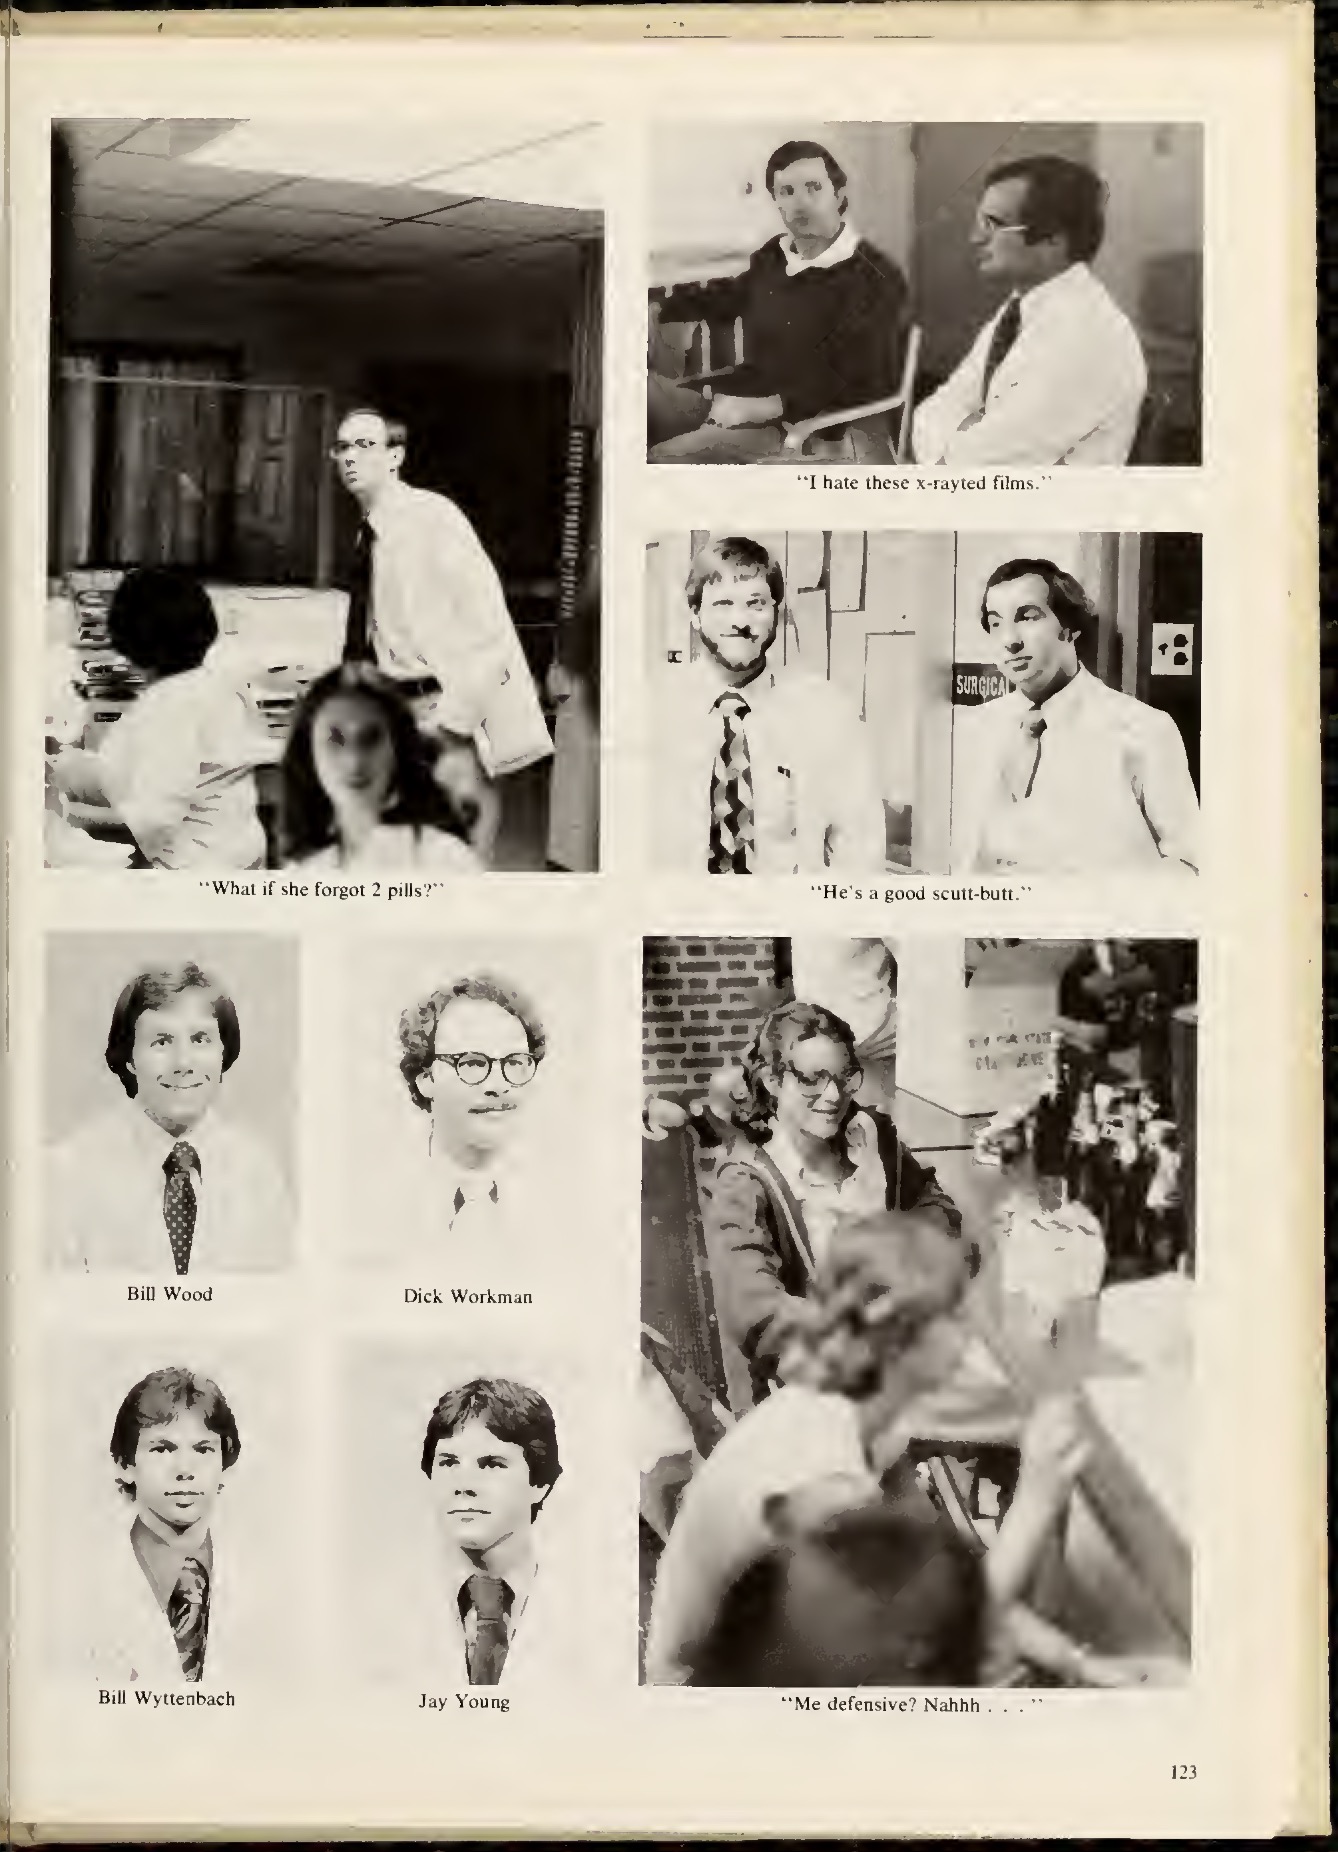 "I hate these x-rayted films."
SURGICAL
"What if she forgot 2 pills?"
"He's a good scutt-butt."
Bill Wood
Dick Workman
Bill Wyttenbach
Jay Young
"Me defensive? Nahhh . . . "
123